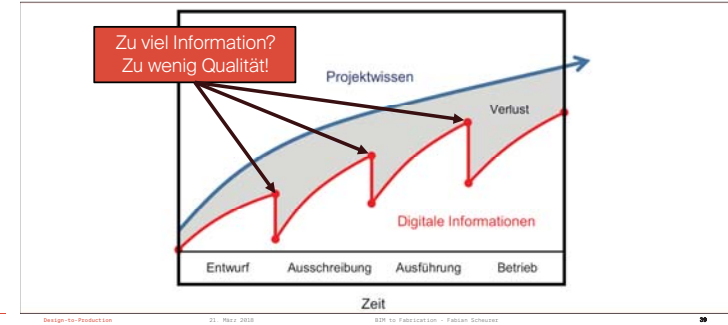 Zu viel Information?
Zu wenig Qualität!
Projektwissen
Verlust
Digitale Informationen
Entwurf Ausschreibung Ausführung Betrieb
Zeit
Design-to-Production 21. März 2018 BIM to Fabrication - Fabian Scheurer 39